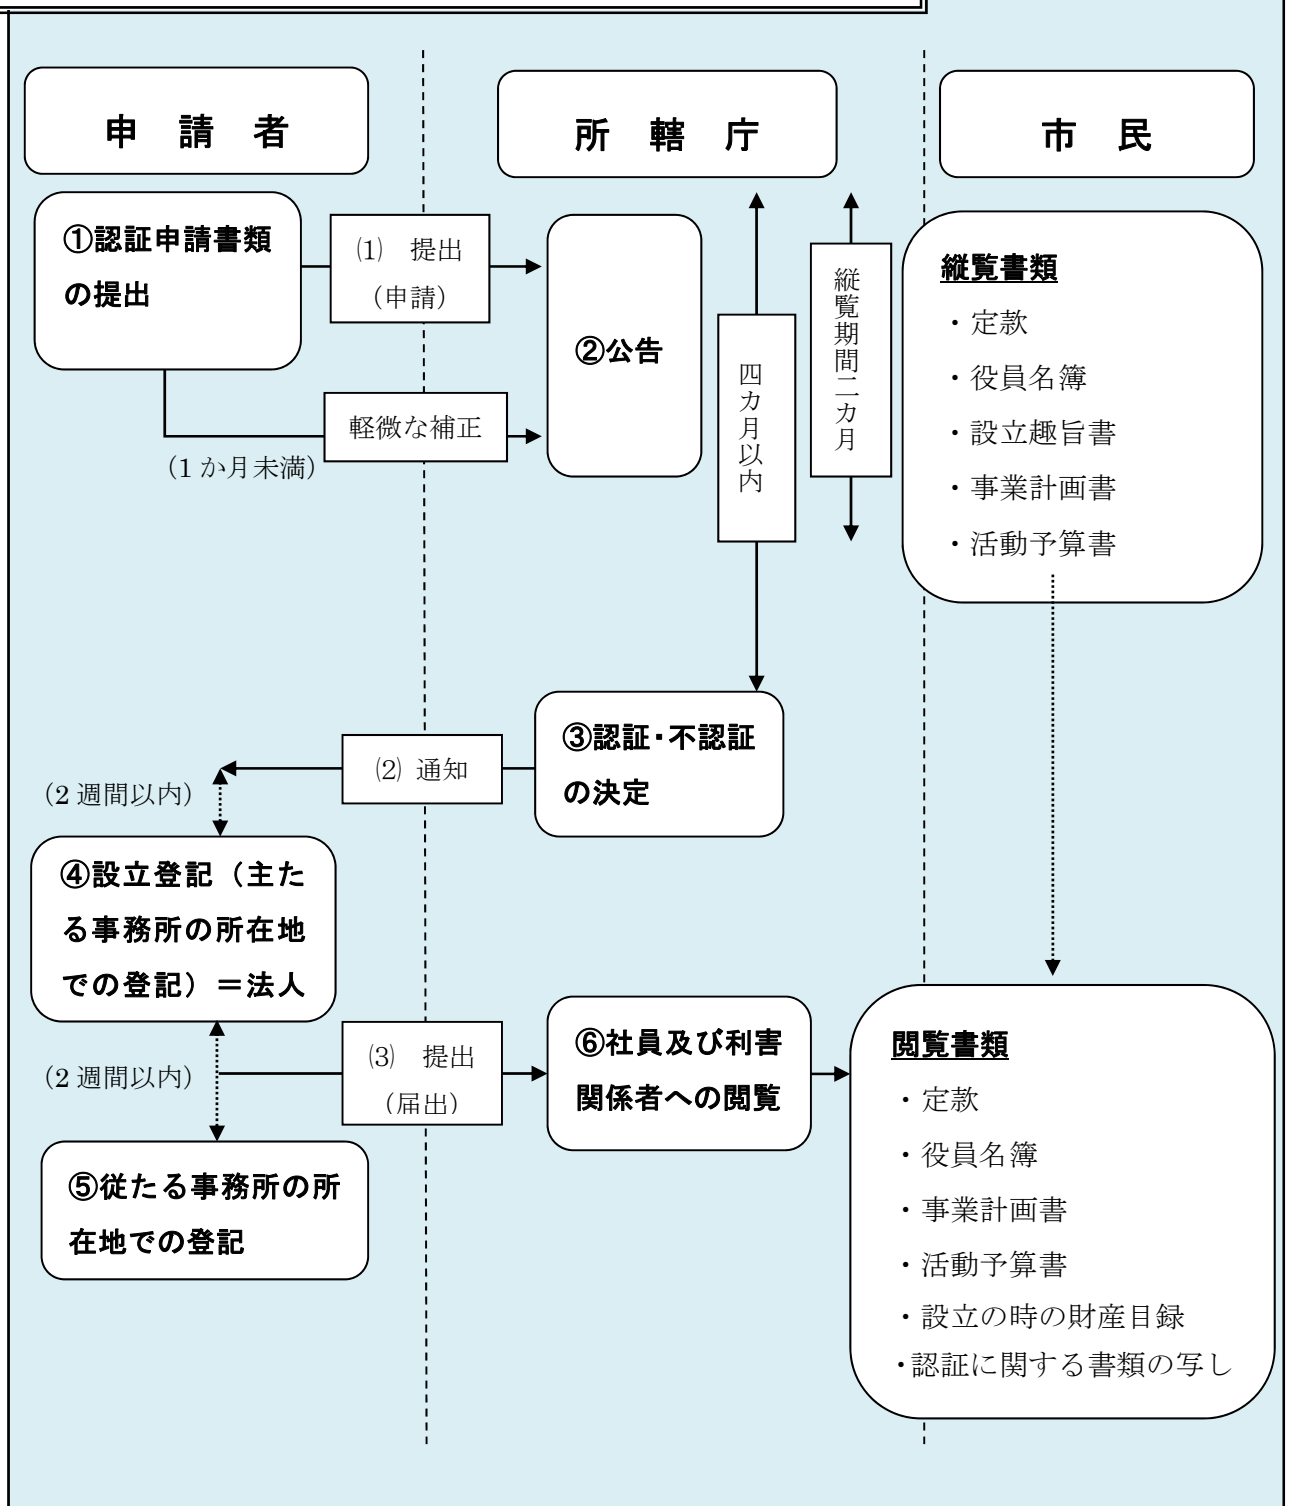 申 請 者
所 轄 庁
市 民
①認証申請書類
の提出
⑴ 提出
（申請）
軽微な補正
（1 か月未満）
②公告
四カ月以内
縦覧期間二カ月
縦覧書類
・定款
・役員名簿
・設立趣旨書
・事業計画書
・活動予算書
③認証・不認証
の決定
⑵ 通知
（2 週間以内）
④設立登記（主た
る事務所の所在地
での登記）＝法人
（2 週間以内）
⑶ 提出
（届出）
⑤従たる事務所の所
在地での登記
⑥社員及び利害
関係者への閲覧
閲覧書類
・定款
・役員名簿
・事業計画書
・活動予算書
・設立の時の財産目録
・認証に関する書類の写し